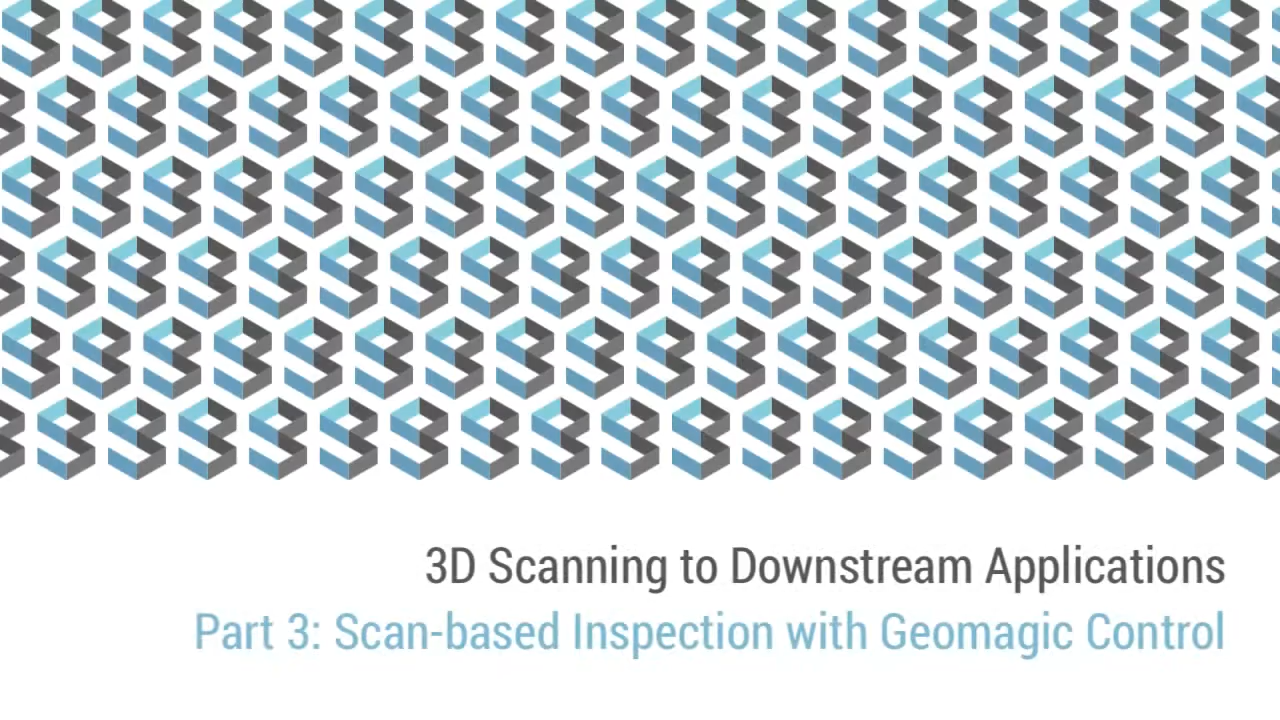 3D Scanning to Downstream Applications
Part 3: Scan-based Inspection with Geomagic Control